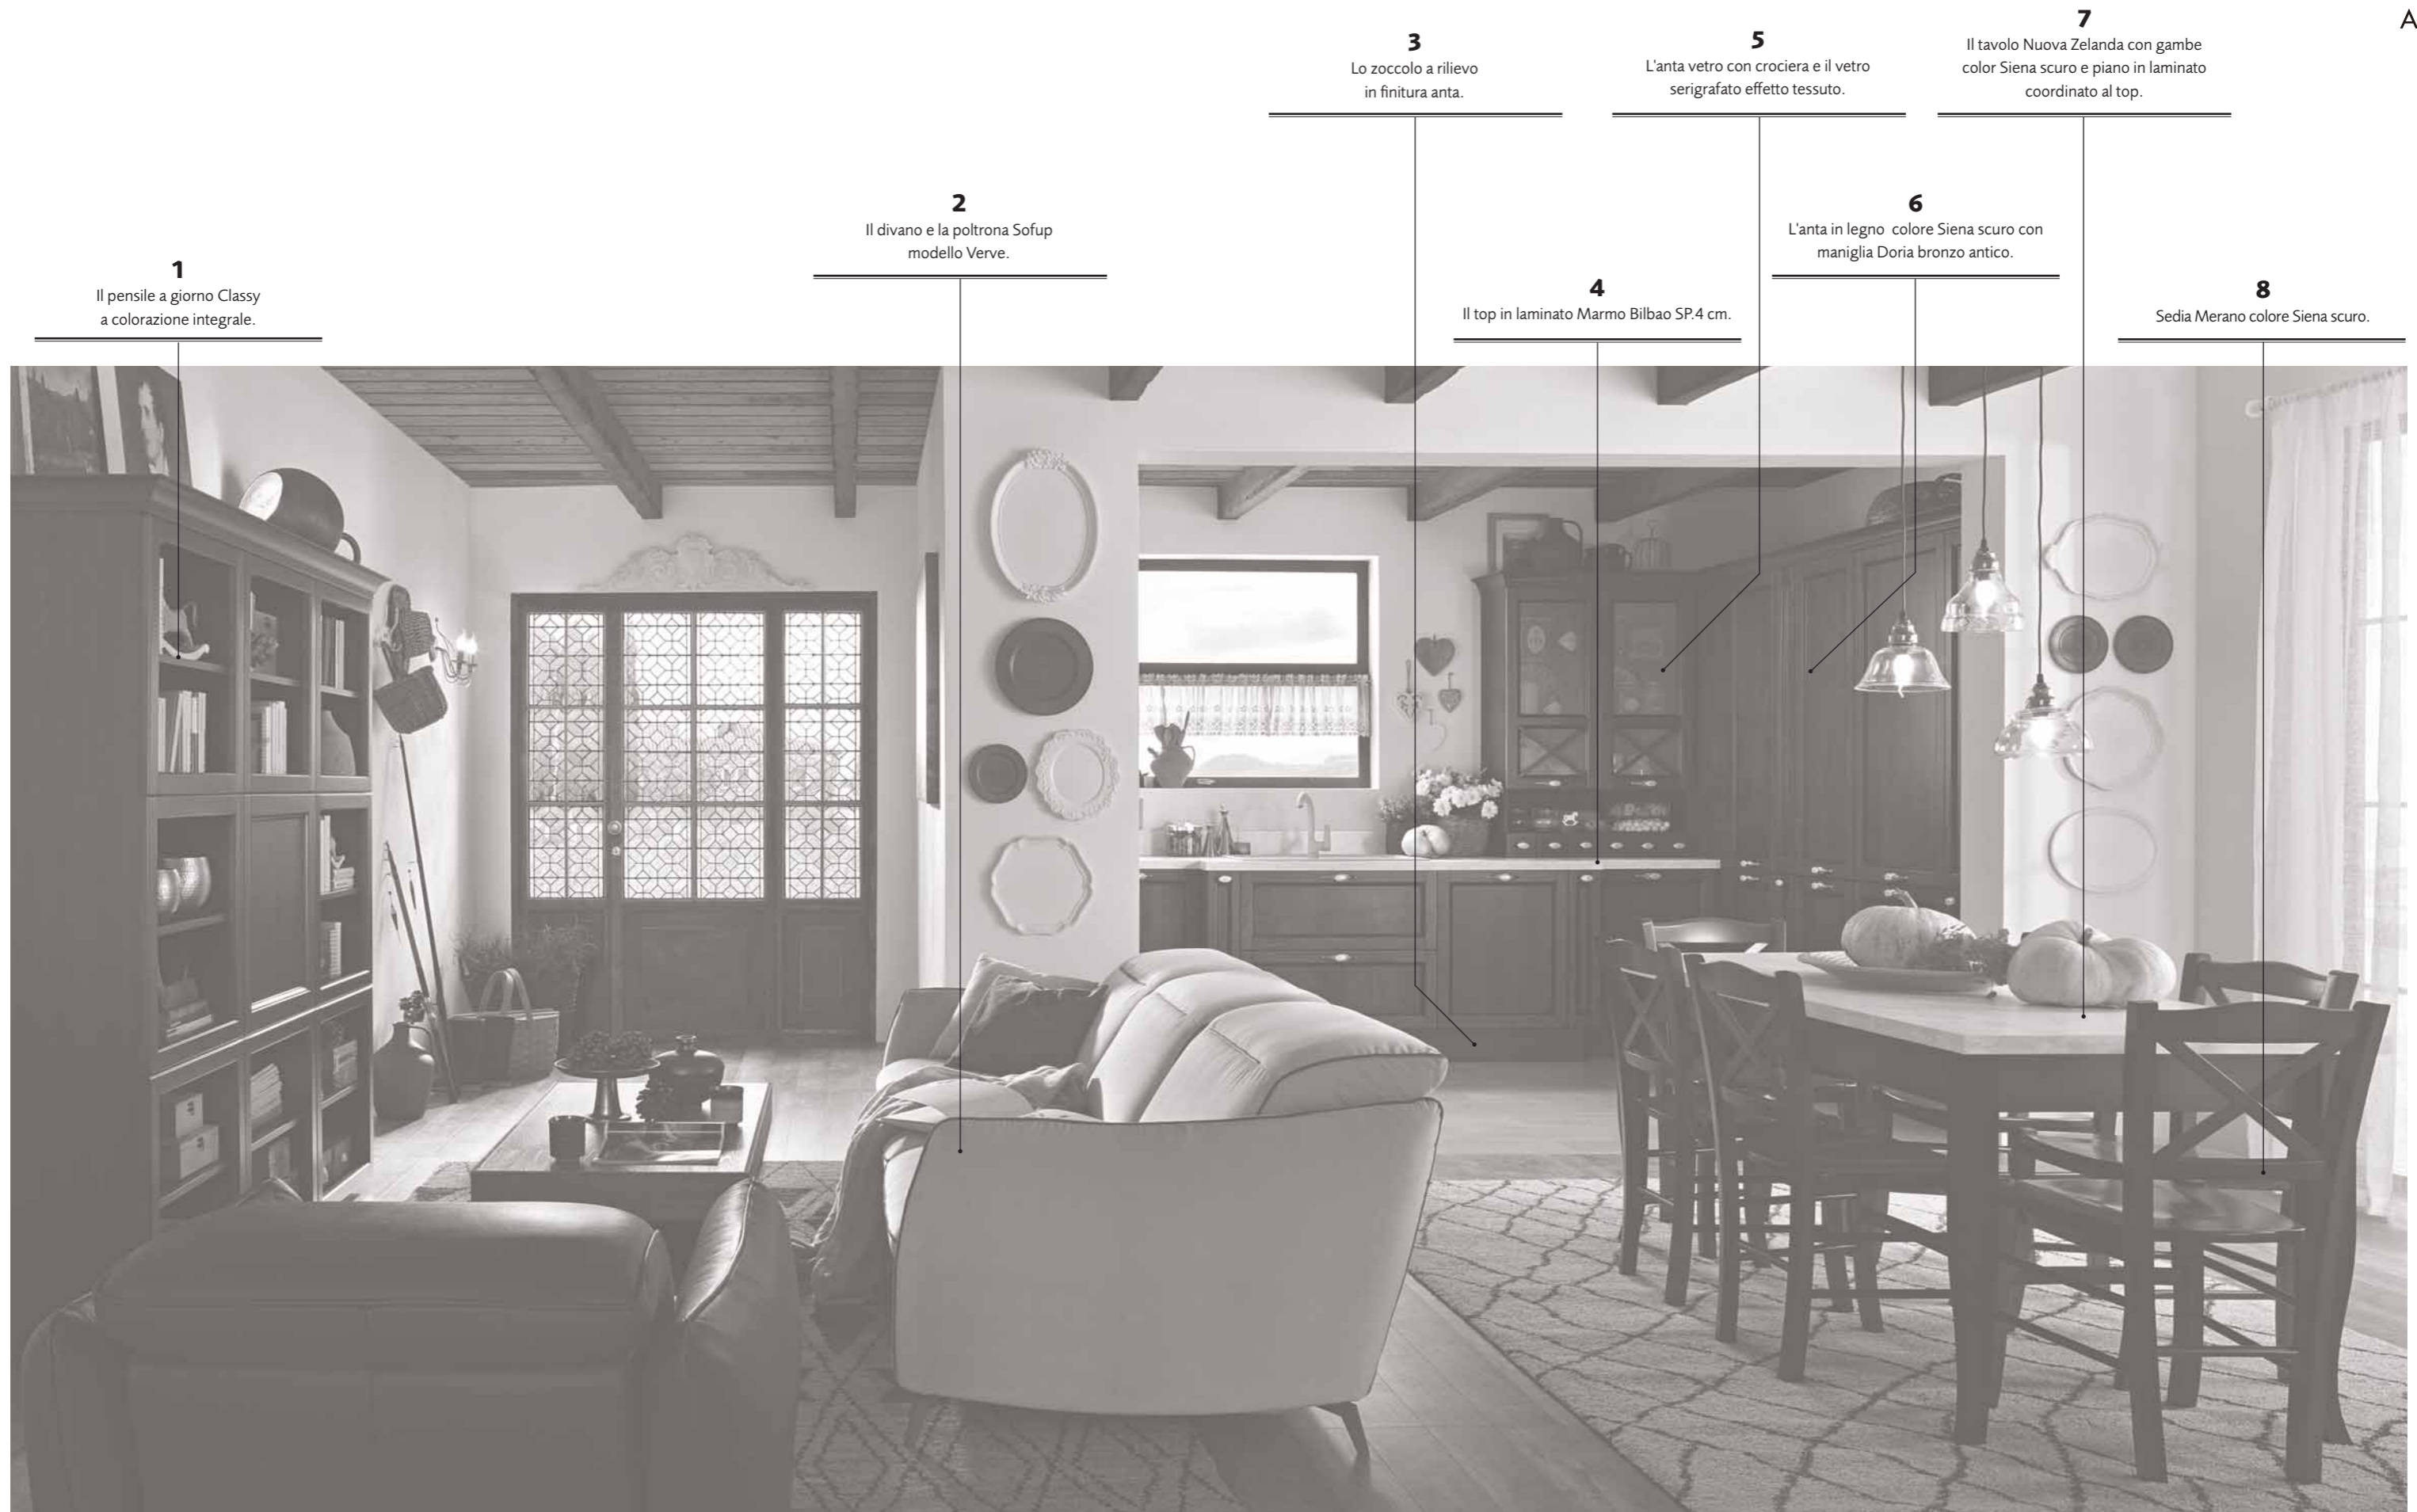 A
1
Il pensile a giorno Classy
a colorazione integrale.
2
Il divano e la poltrona Sofup
modello Verve.
3
Lo zoccolo a rilievo
in finitura anta.
4
Il top in laminato Marmo Bilbao SP.4 cm.
5
L'anta vetro con crociera e il vetro
serigrafato effetto tessuto.
6
L'anta in legno  colore Siena scuro con
maniglia Doria bronzo antico.
7
Il tavolo Nuova Zelanda con gambe
color Siena scuro e piano in laminato
coordinato al top.
8
Sedia Merano colore Siena scuro.